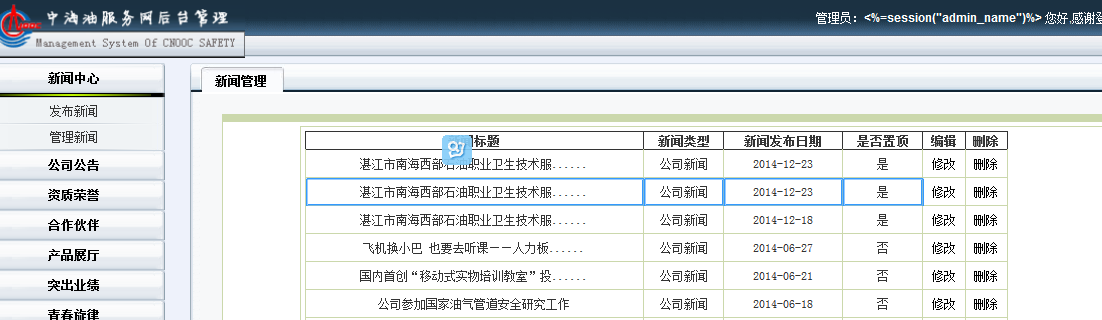 中海油服务网后台管理
Management System Of CNOOC SAFETY
管理员：<%=session("admin_name")%> 您好,感谢登
新闻中心
发布新闻
管理新闻
公司公告
资质荣誉
合作伙伴
产品展厅
突出业绩
青春旋律
新闻管理
标题 新闻类型 新闻发布日期 是否置顶 编辑 删除
湛江市南海西部石油职业卫生技术服...... 公司新闻 2014-12-23 是 修改 删除
湛江市南海西部石油职业卫生技术服...... 公司新闻 2014-12-23 是 修改 删除
湛江市南海西部石油职业卫生技术服...... 公司新闻 2014-12-18 是 修改 删除
飞机换小巴 也要去听课——人力板...... 公司新闻 2014-06-27 否 修改 删除
国内首创“移动式实物培训教室”投...... 公司新闻 2014-06-21 否 修改 删除
公司参加国家油气管道安全研究工作 公司新闻 2014-06-18 否 修改 删除